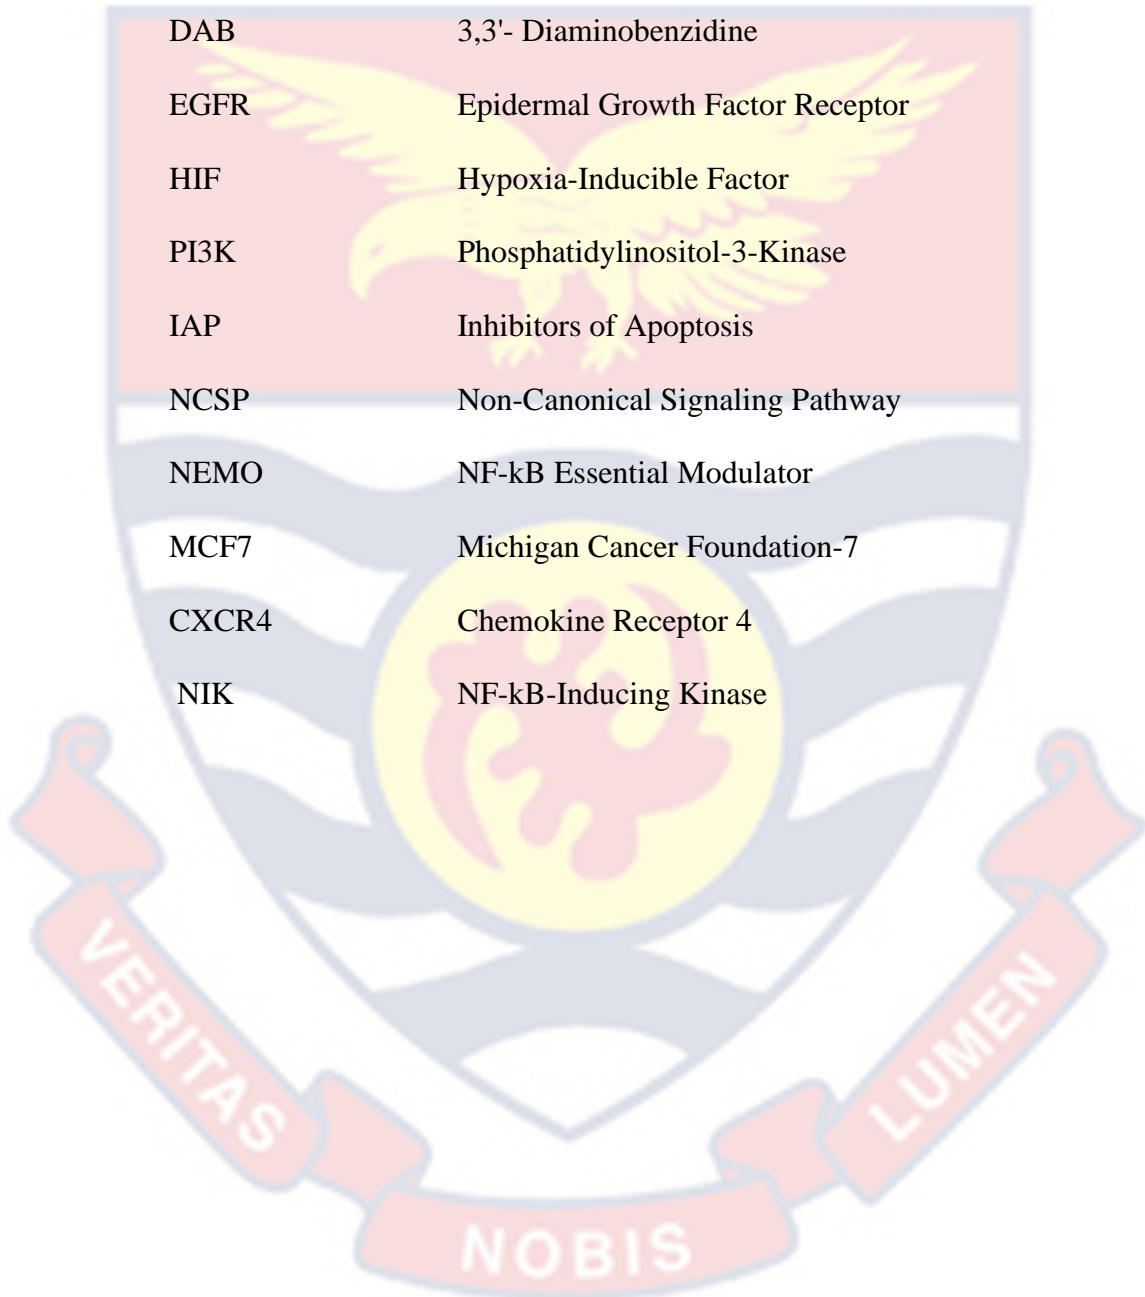 DAB 3,3'- Diaminobenzidine
EGFR Epidermal Growth Factor Receptor
HIF Hypoxia-Inducible Factor
PI3K Phosphatidylinositol-3-Kinase
IAP Inhibitors of Apoptosis
NCSP Non-Canonical Signaling Pathway
NEMO NF-kB Essential Modulator
MCF7 Michigan Cancer Foundation-7
CXCR4 Chemokine Receptor 4
NIK NF-kB-Inducing Kinase
VERITAS
NOBIS
LUMEN